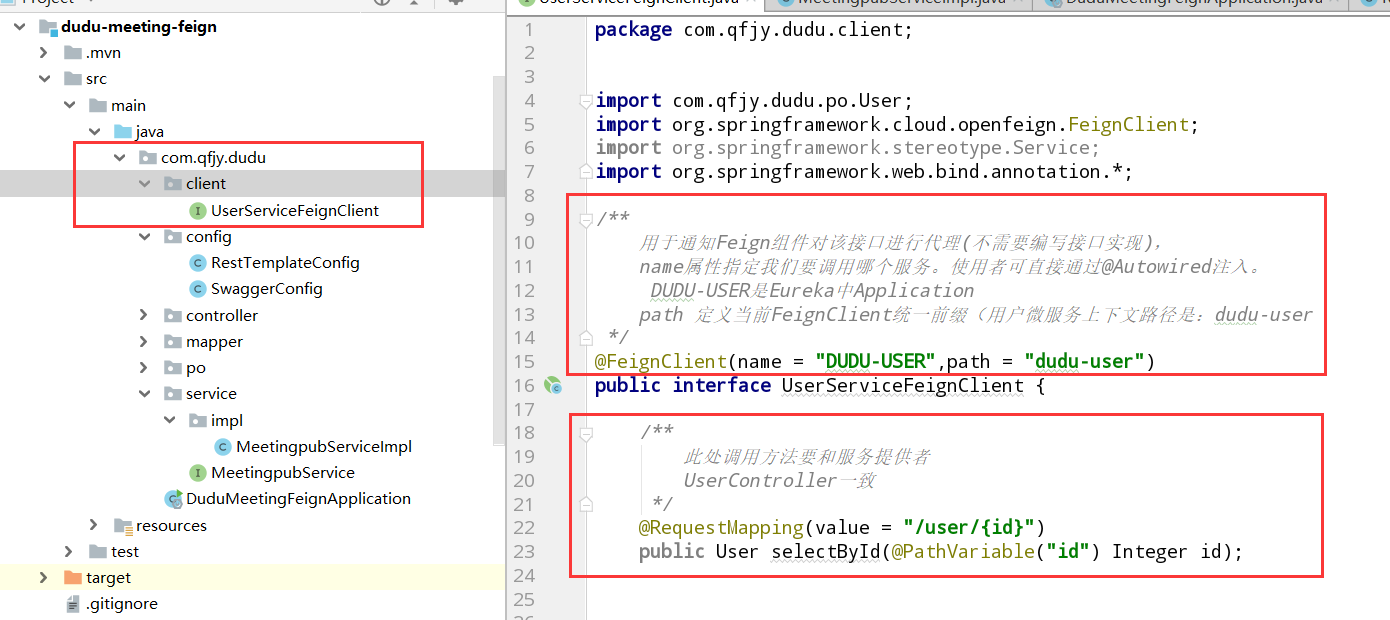 dudu-meeting-feign
.mvn
src
main
java
com.qfjy.dudu
client
UserServiceFeignClient
config
RestTemplateConfig
SwaggerConfig
controller
mapper
po
service
impl
MeetingpubServiceImpl
MeetingpubService
DuduMeetingFeignApplication
resources
test
target
.gitignore
UserServiceFeignClient.java
MeetingpubServiceImpl.java
DuduMeetingFeignApplication.java
1 package com.qfjy.dudu.client;
2
3
4 import com.qfjy.dudu.po.User;
5 import org.springframework.cloud.openfeign.FeignClient;
6 import org.springframework.stereotype.Service;
7 import org.springframework.web.bind.annotation.*;
8
9 /**
10 用于通知Feign组件对该接口进行代理(不需要编写接口实现),
11 name属性指定我们要调用哪个服务。使用者可直接通过@Autowired注入。
12 DUDU-USER是Eureka中Application
13 path 定义当前FeignClient统一前缀（用户微服务上下文路径是：dudu-user
14 */
15 @FeignClient(name = "DUDU-USER",path = "dudu-user")
16 public interface UserServiceFeignClient {
17
18 /**
19 此处调用方法要和服务提供者
20 UserController一致
21 */
22 @RequestMapping(value = "/user/{id}")
23 public User selectById(@PathVariable("id") Integer id);
24
25